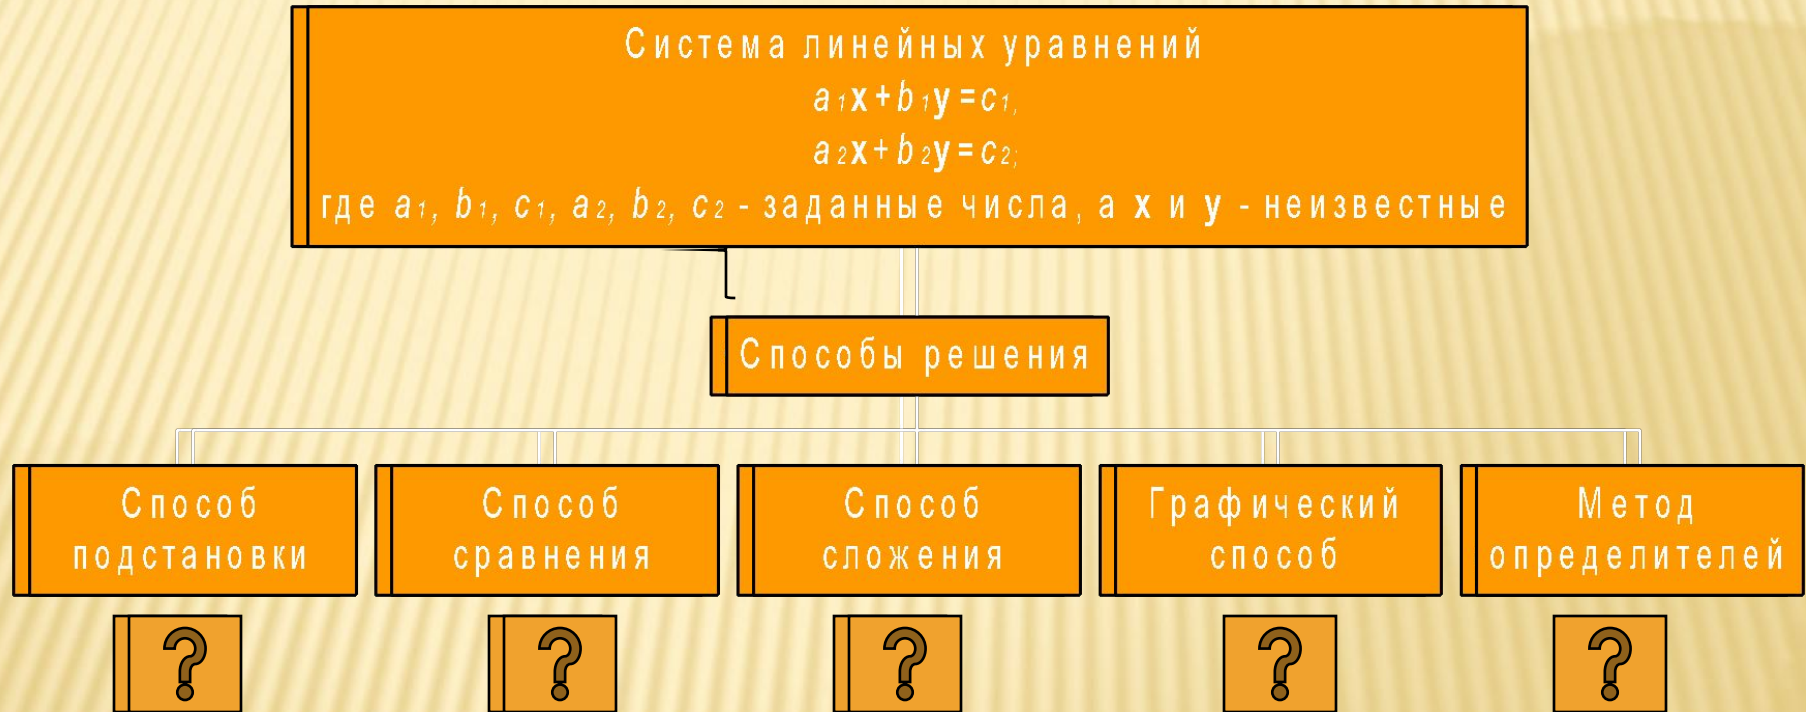 Система линейных уравнений
a₁x+b₁y=c₁,
a₂x+b₂y=c₂;
где a₁, b₁, c₁, a₂, b₂, c₂ - заданные числа, а x и y - неизвестные
Способы решения
Способ
подстановки
Способ
сравнения
Способ
сложения
Графический
способ
Метод
определителей
?
?
?
?
?